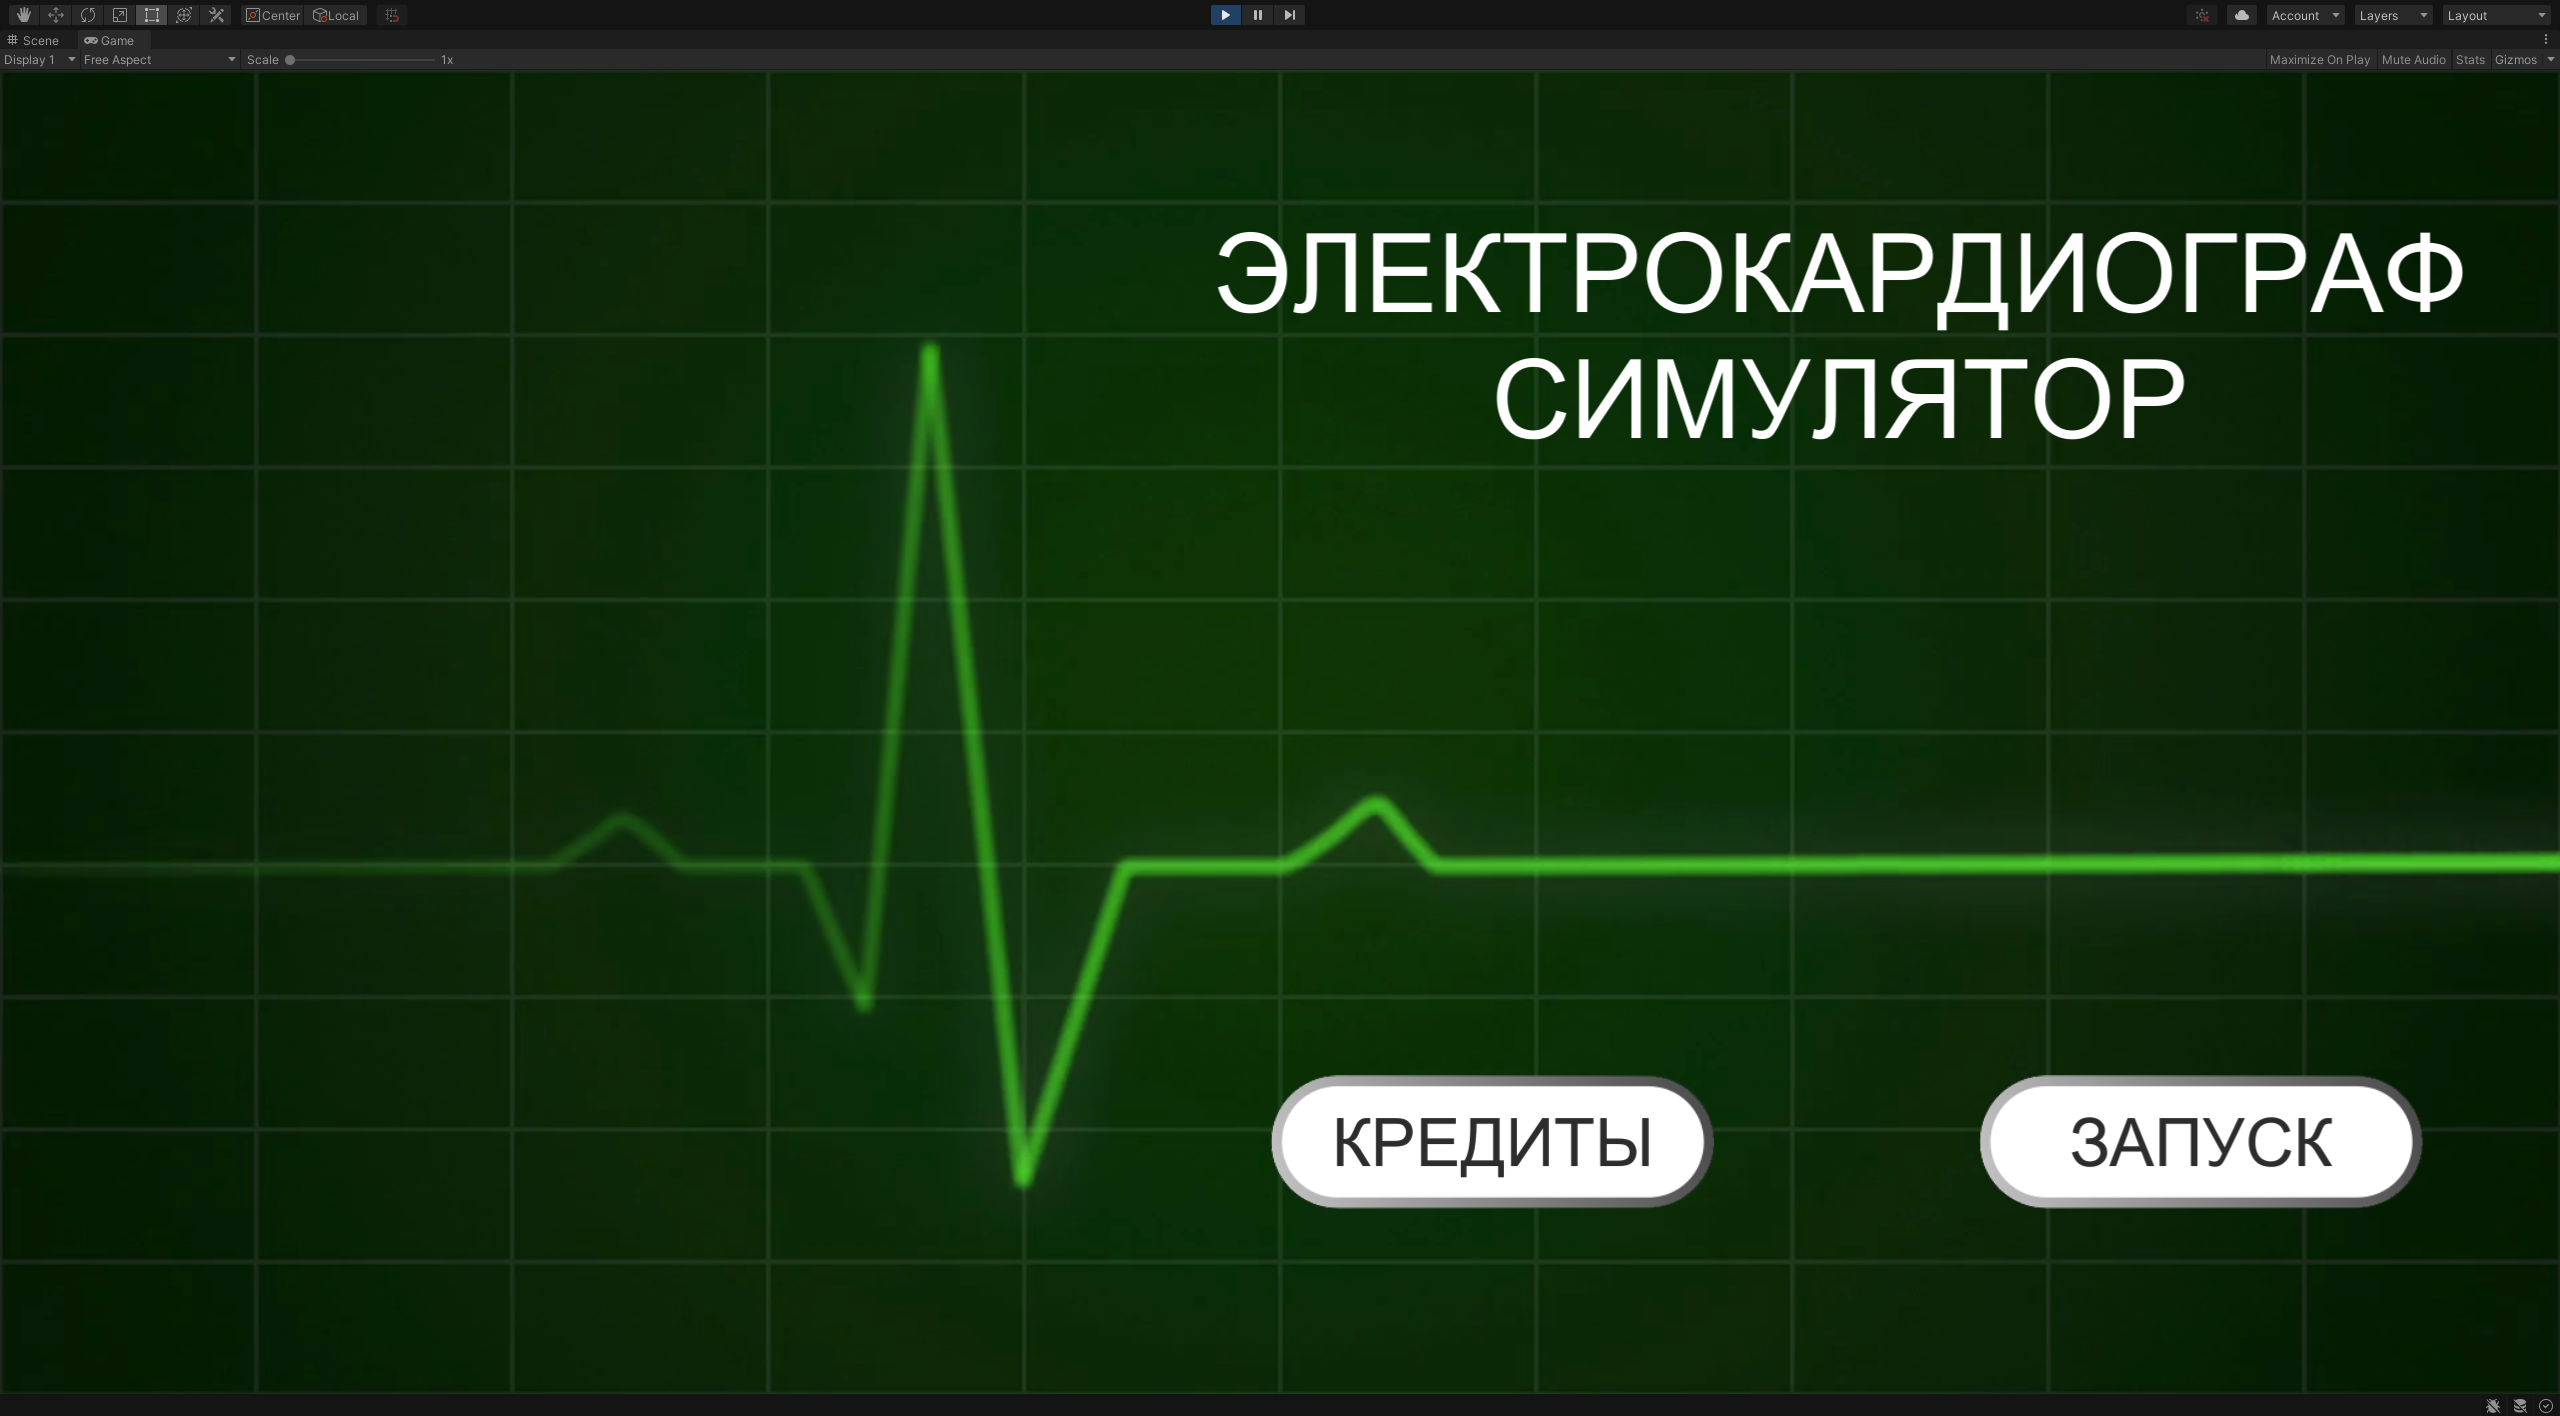 Center Local
Account Layers Layout
Scene Game
Display 1 Free Aspect Scale 1x
Maximize On Play Mute Audio Stats Gizmos
ЭЛЕКТРОКАРДИОГРАФ
СИМУЛЯТОР
КРЕДИТЫ
ЗАПУСК